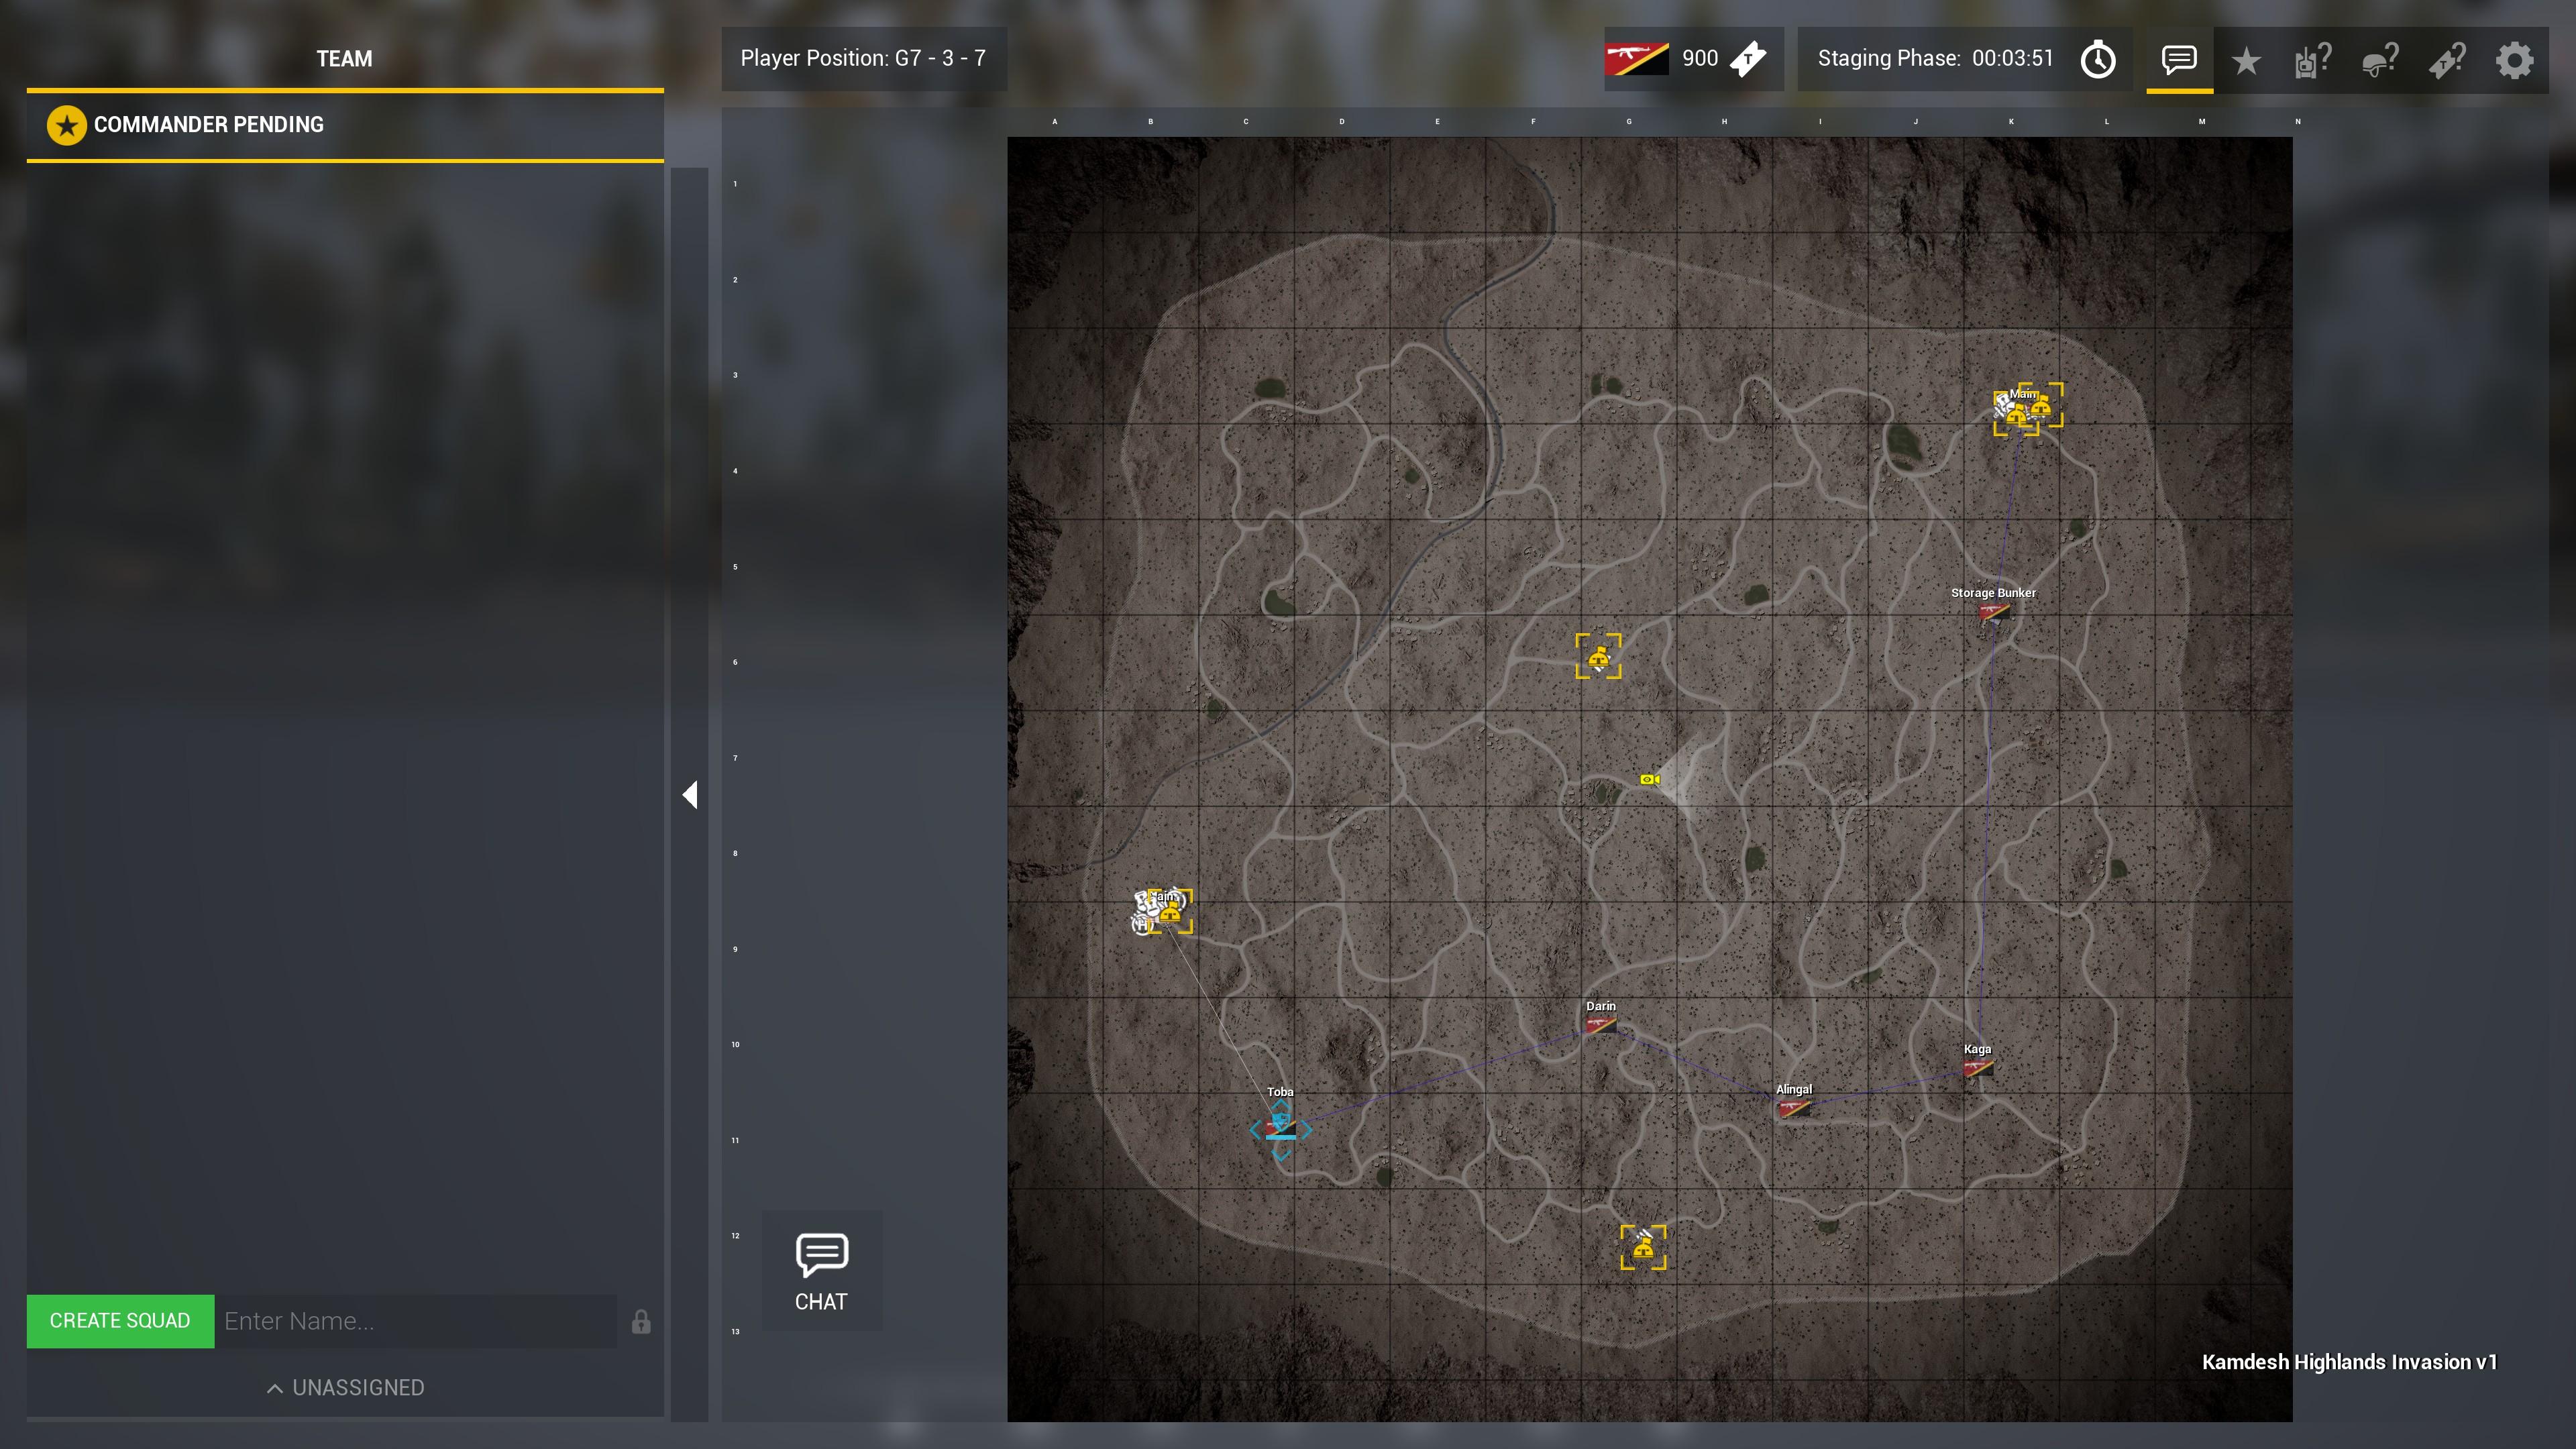 TEAM
Player Position: G7 - 3 - 7
900
T
Staging Phase: 00:03:51
COMMANDER PENDING
A B C D E F G H I J K L M N
1
2
3
Main
4
5
Storage Bunker
6
7
8
9
H
Darin
10
Kaga
Alingal
Toba
11
12
CHAT
CREATE SQUAD
Enter Name...
13
Kamdesh Highlands Invasion v1
UNASSIGNED